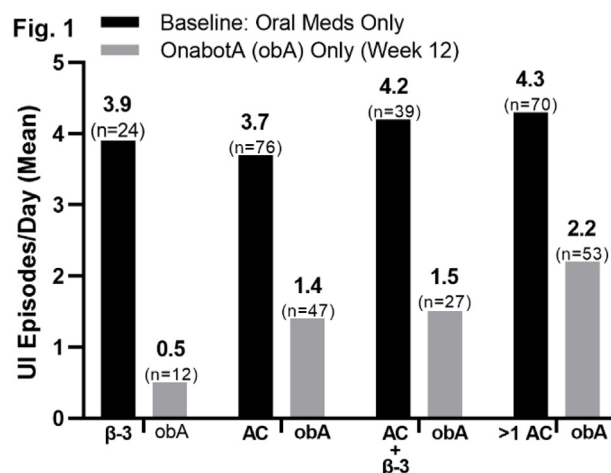 Fig. 1
Baseline: Oral Meds Only
OnabotA (obA) Only (Week 12)
UI Episodes/Day (Mean)
5
4
3
2
1
0
3.9
(n=24)
0.5
(n=12)
3.7
(n=76)
1.4
(n=47)
4.2
(n=39)
1.5
(n=27)
4.3
(n=70)
2.2
(n=53)
β-3 obA AC obA AC + β-3 obA >1 AC obA